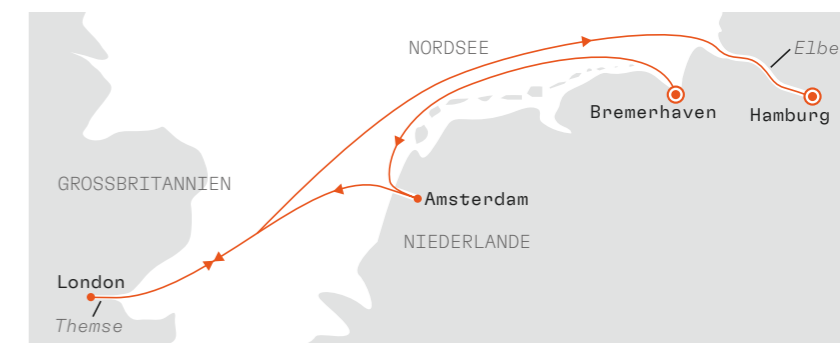 NORDSEE
Elbe
Bremerhaven
Hamburg
GROSSBRITANNIEN
Amsterdam
NIEDERLANDE
London
Themse